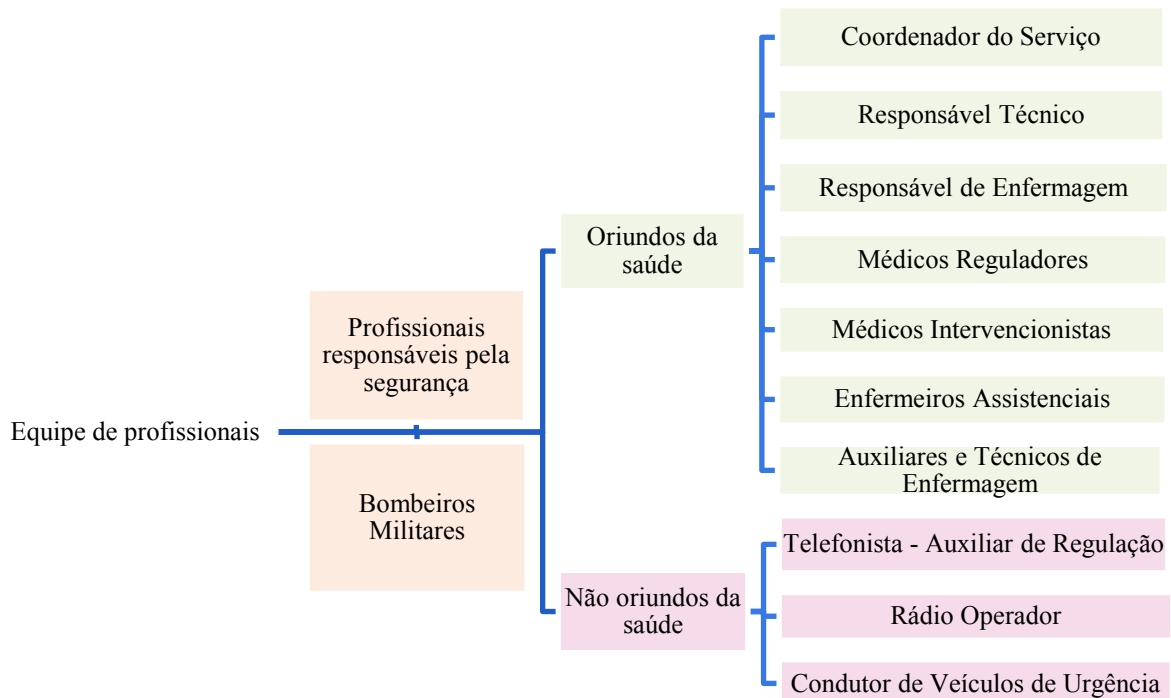 Equipe de profissionais
Profissionais
responsáveis pela
segurança
Bombeiros
Militares
Oriundos da
saúde
Coordenador do Serviço
Responsável Técnico
Responsável de Enfermagem
Médicos Reguladores
Médicos Intervencionistas
Enfermeiros Assistenciais
Auxiliares e Técnicos de
Enfermagem
Não oriundos da
saúde
Telefonista - Auxiliar de Regulação
Rádio Operador
Condutor de Veículos de Urgência